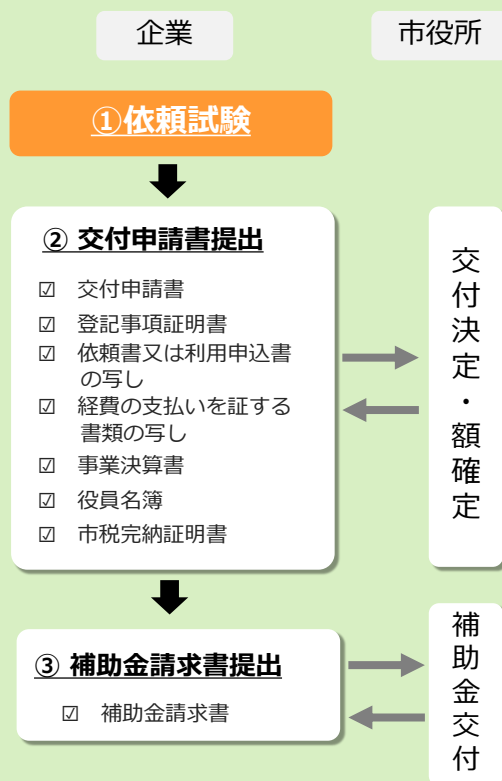 企業
市役所
①依頼試験
② 交付申請書提出
☑ 交付申請書
☑ 登記事項証明書
☑ 依頼書又は利用申込書
の写し
☑ 経費の支払いを証する
書類の写し
☑ 事業決算書
☑ 役員名簿
☑ 市税完納証明書
交付決定・額確定
③ 補助金請求書提出
☑ 補助金請求書
補助金交付